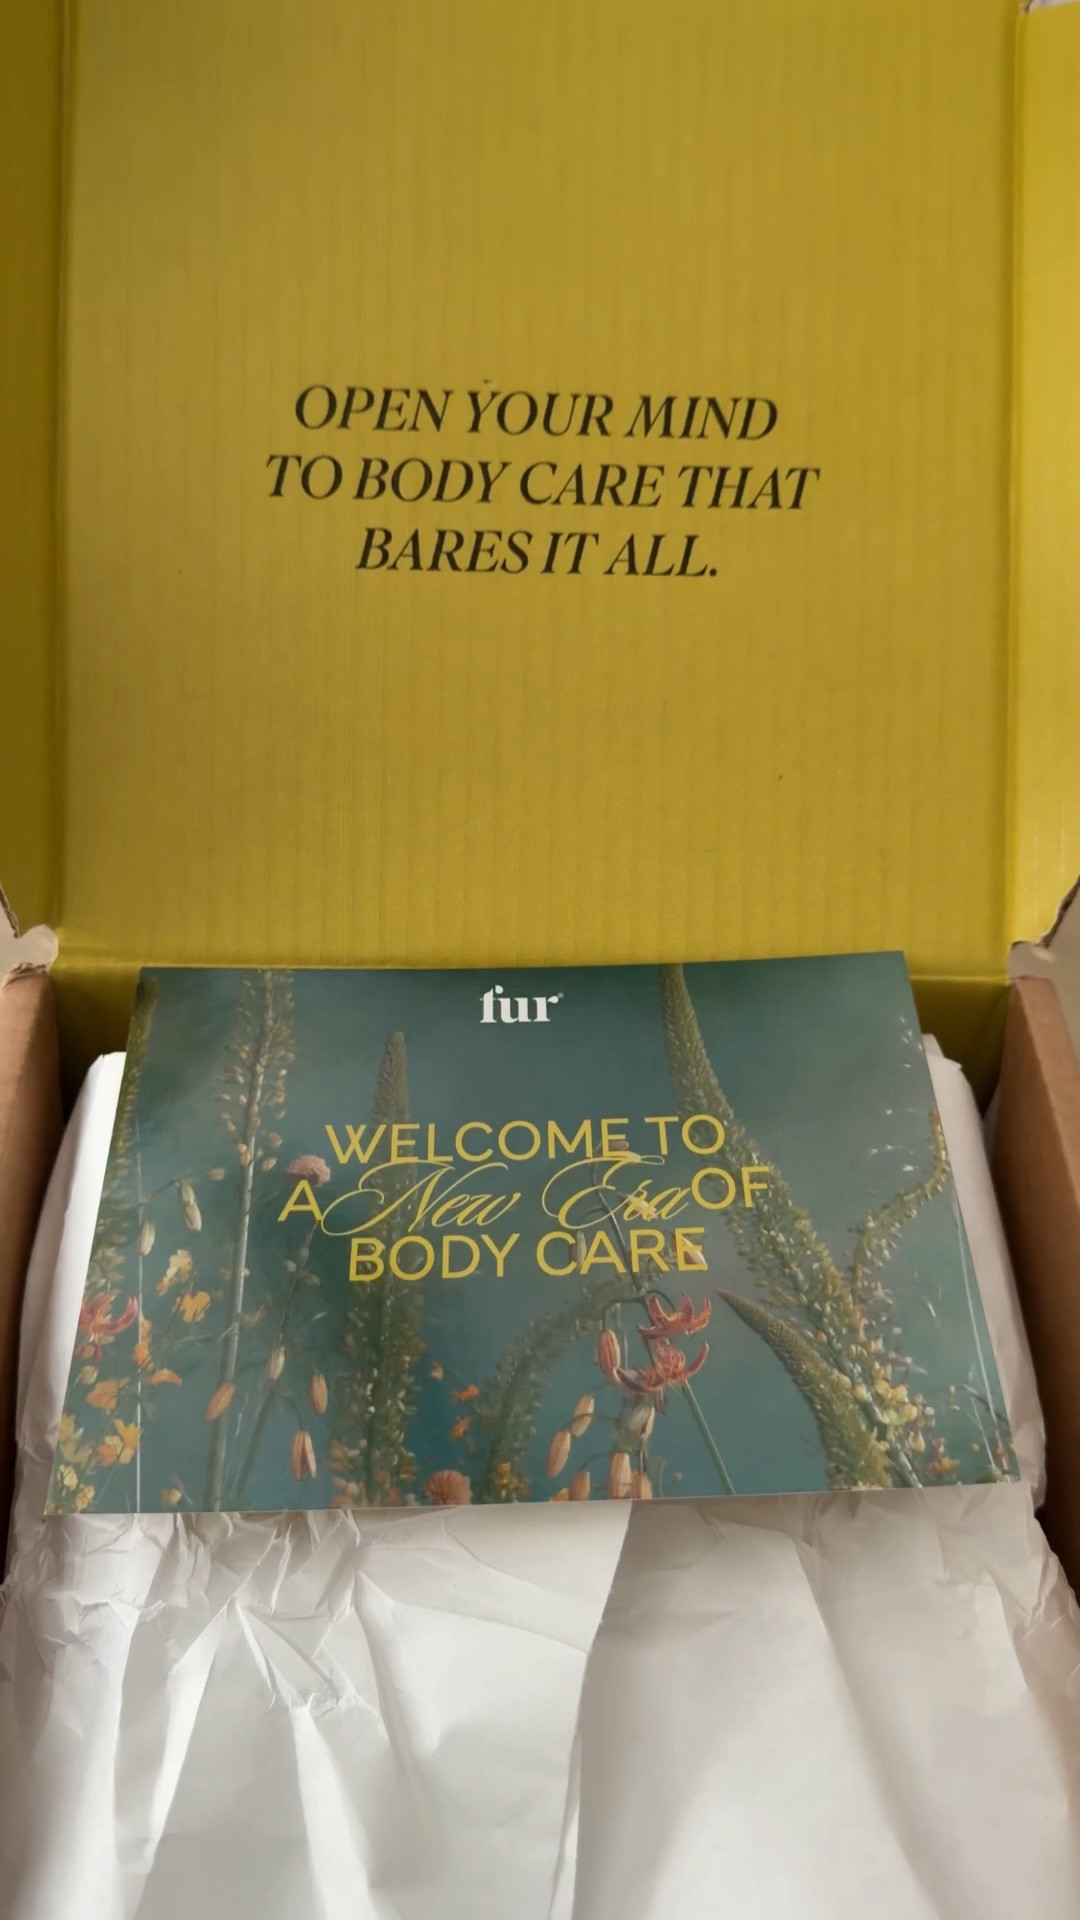 OPEN YOUR MIND
TO BODY CARE THAT
BARES IT ALL.
fur®
WELCOME TO
A New Era OF
BODY CARE